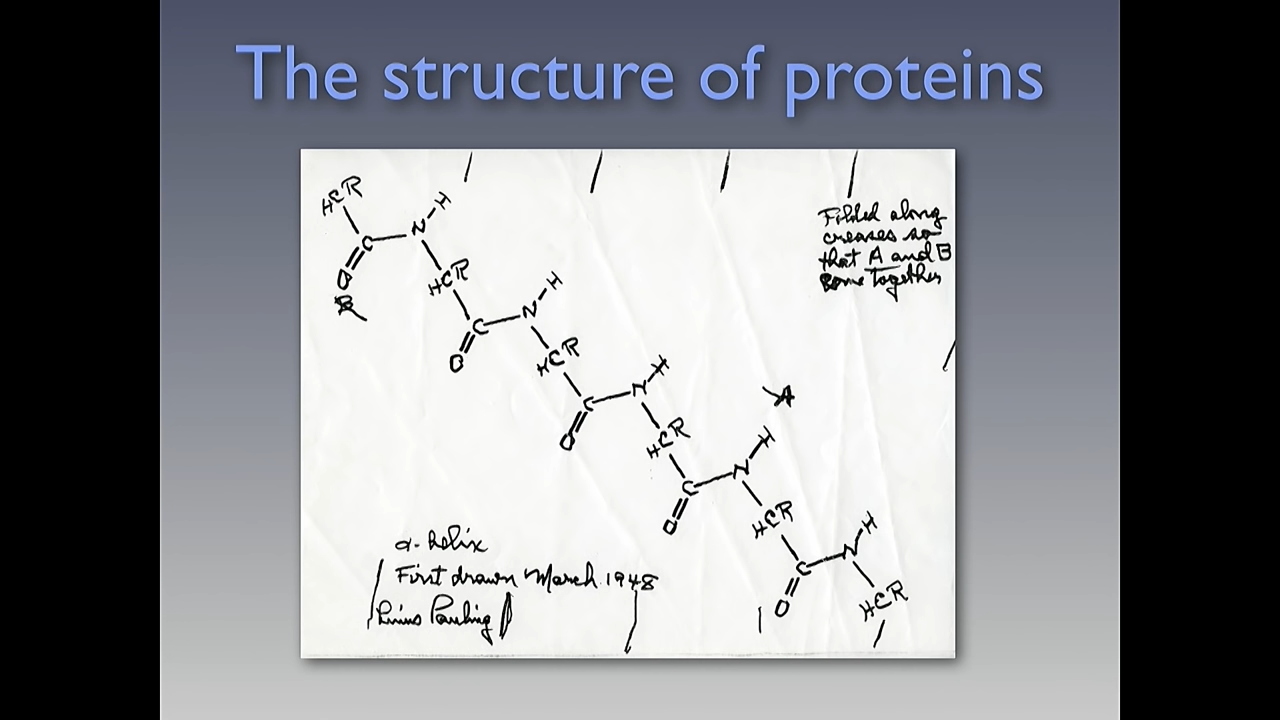 The structure of proteins
HCR
H
C
N
O
HCR
H
C
N
O
HCR
H
C
N
O
HCR
H
C
N
O
HCR
H
C
N
O
HCR
Folded along
creases so
that A and B
come together
A
α-helix
First drawn March 1948
Linus Pauling